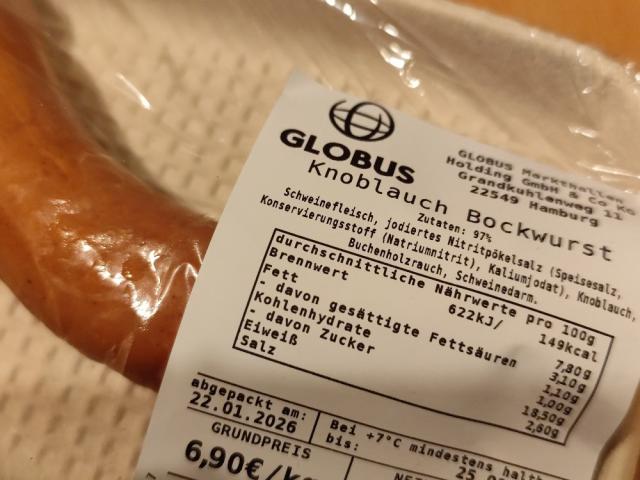 GLOBUS
GLOBUS Markthallen
Holding GmbH & Co KG
Grandkuhlenweg 11
22549 Hamburg
Knoblauch Bockwurst
Zutaten: 97%
Schweinefleisch, jodiertes Nitritpökelsalz (Speisesalz,
Konservierungsstoff (Natriumnitrit), Kaliumjodat), Knoblauch,
Buchenholzrauch, Schweinedarm.
durchschnittliche Nährwerte pro 100g
Brennwert 622kJ/ 149kcal
Fett 7,80g
- davon gesättigte Fettsäuren 3,10g
Kohlenhydrate 1,10g
- davon Zucker 1,00g
Eiweiß 18,50g
Salz 2,60g
abgepackt am:
22.01.2026
Bei +7°C mindestens haltb
bis:
25
GRUNDPREIS
6,90€/k